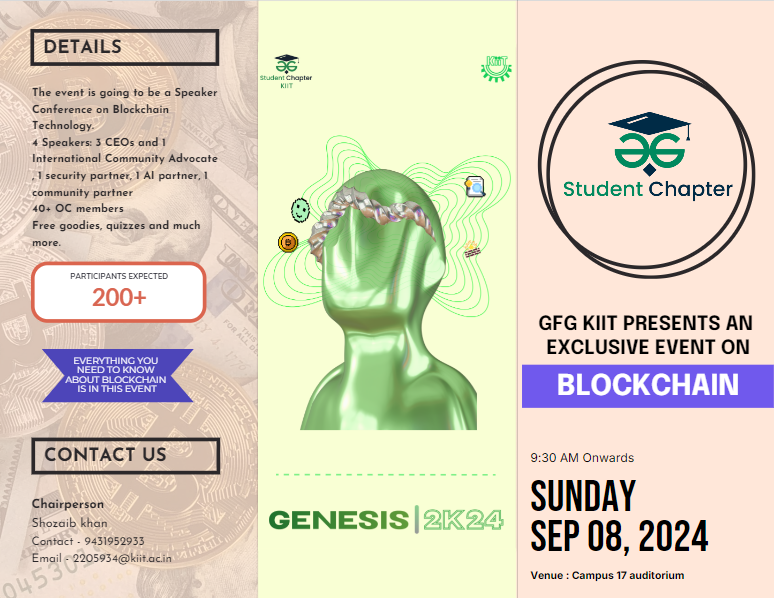 DETAILS
The event is going to be a Speaker
Conference on Blockchain
Technology.
4 Speakers: 3 CEOs and 1
International Community Advocate
, 1 security partner, 1 AI partner, 1
community partner
40+ OC members
Free goodies, quizzes and much
more.
PARTICIPANTS EXPECTED
200+
EVERYTHING YOU
NEED TO KNOW
ABOUT BLOCKCHAIN
IS IN THIS EVENT
CONTACT US
Chairperson
Shozaib khan
Contact - 9431952933
Email - 2205934@kiit.ac.in
Student Chapter
KIIT
KIIT
GENESIS|2K24
Student Chapter
GFG KIIT PRESENTS AN
EXCLUSIVE EVENT ON
BLOCKCHAIN
9:30 AM Onwards
SUNDAY
SEP 08, 2024
Venue : Campus 17 auditorium